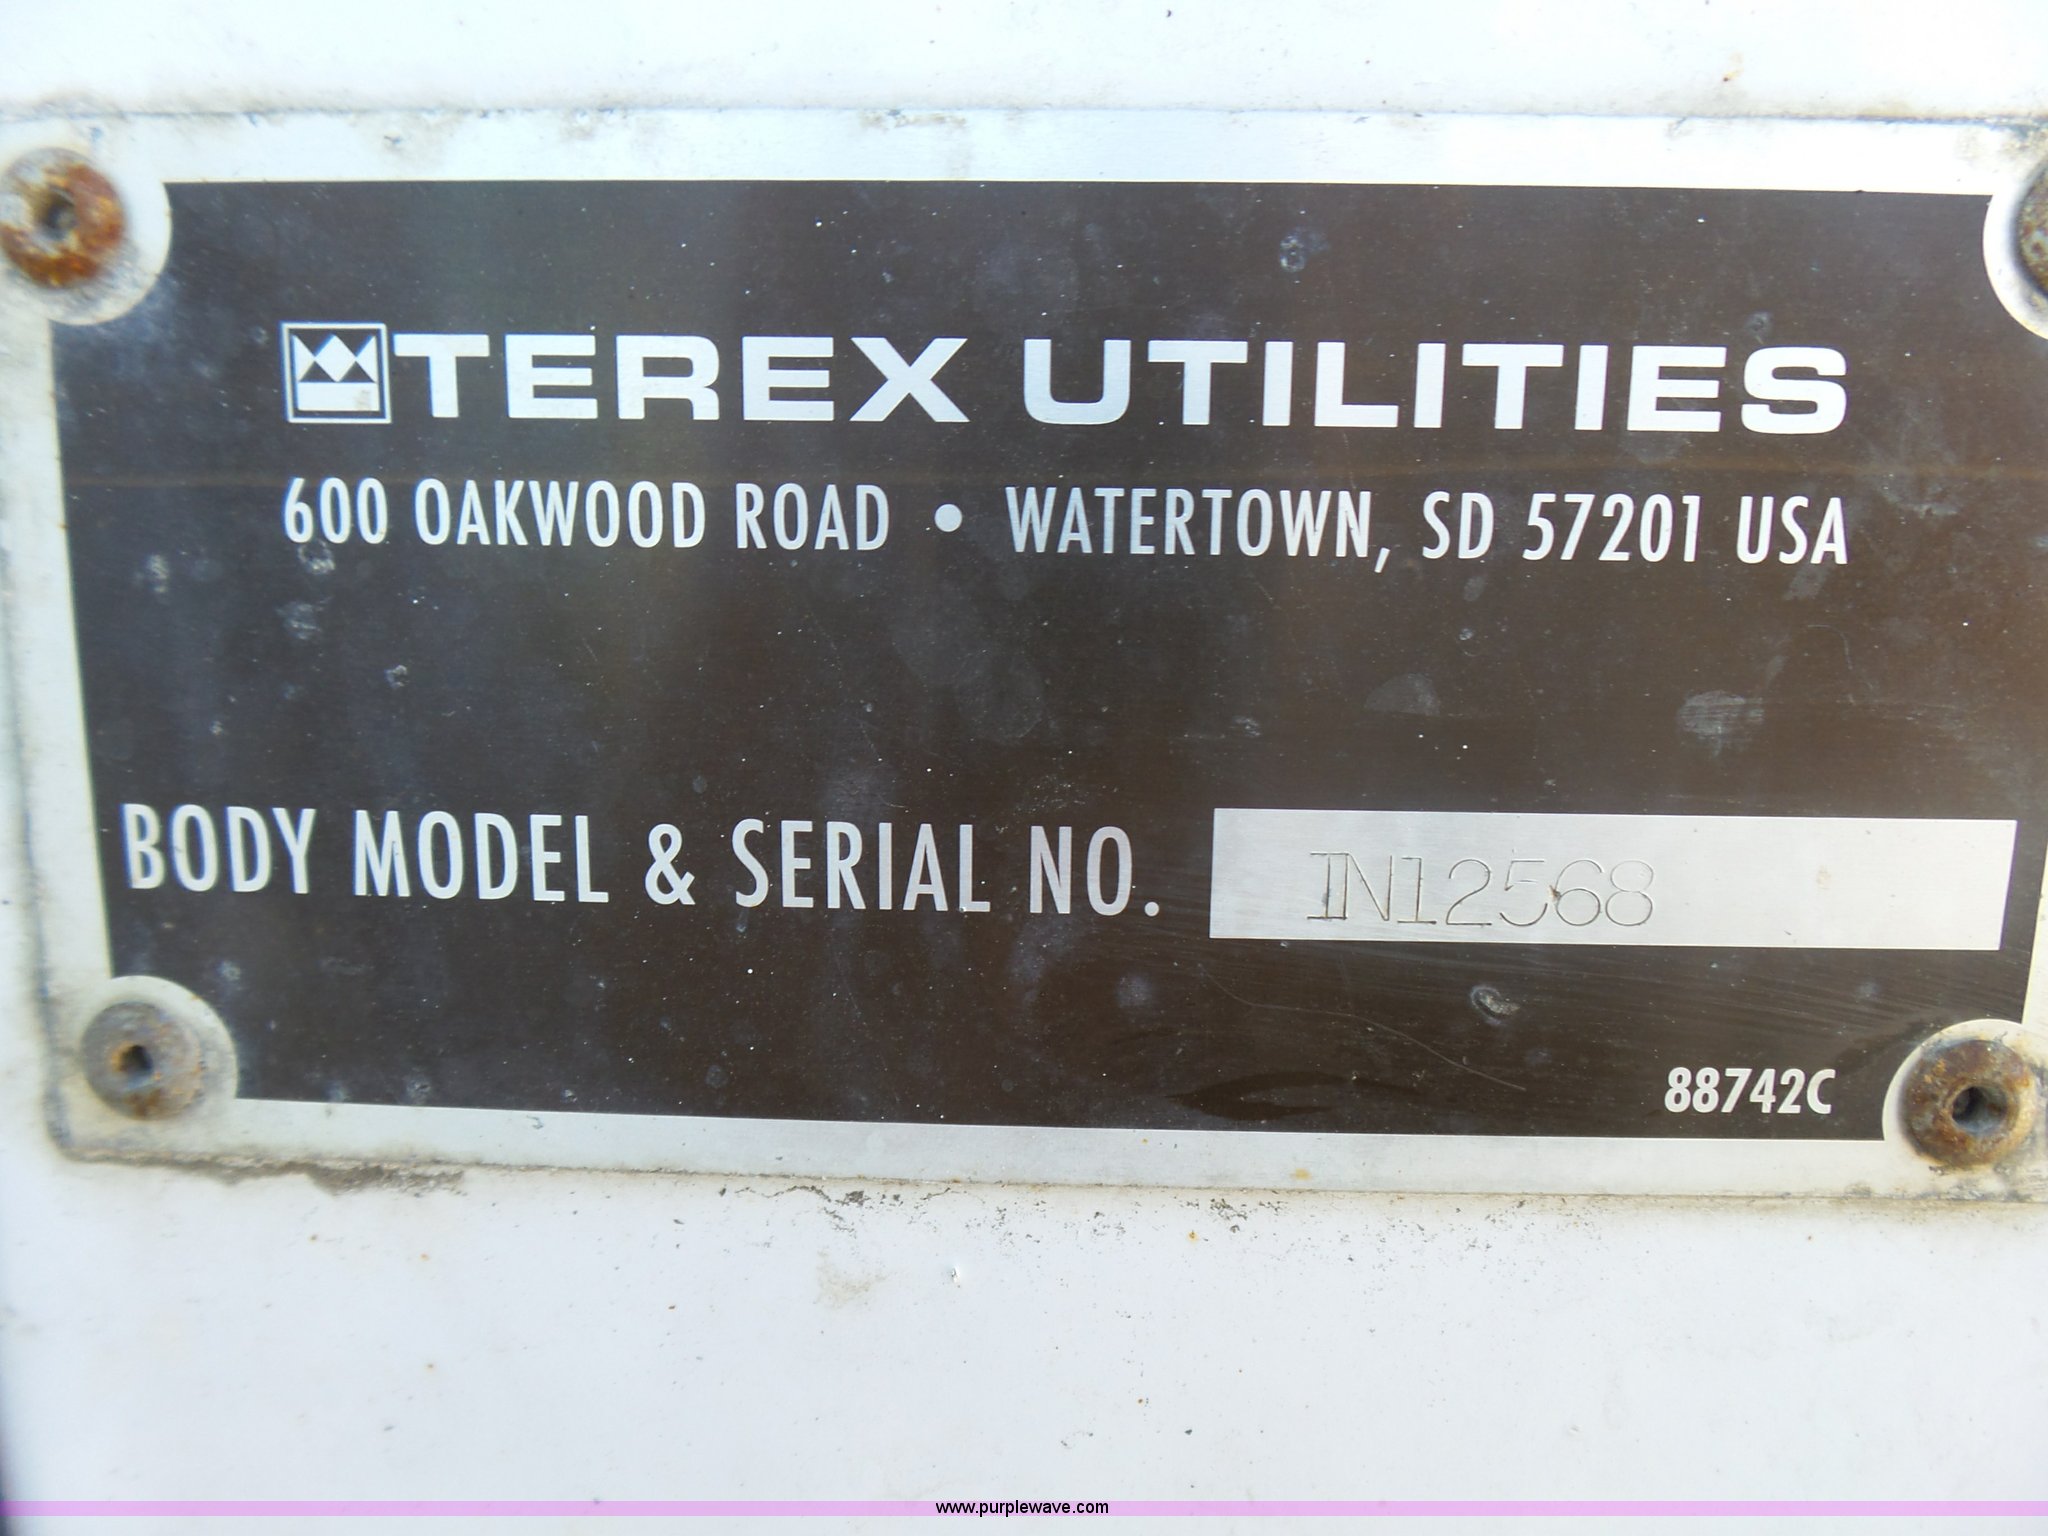 TEREX UTILITIES
600 OAKWOOD ROAD • WATERTOWN, SD 57201 USA
BODY MODEL & SERIAL NO. IN12568
88742C
www.purplewave.com